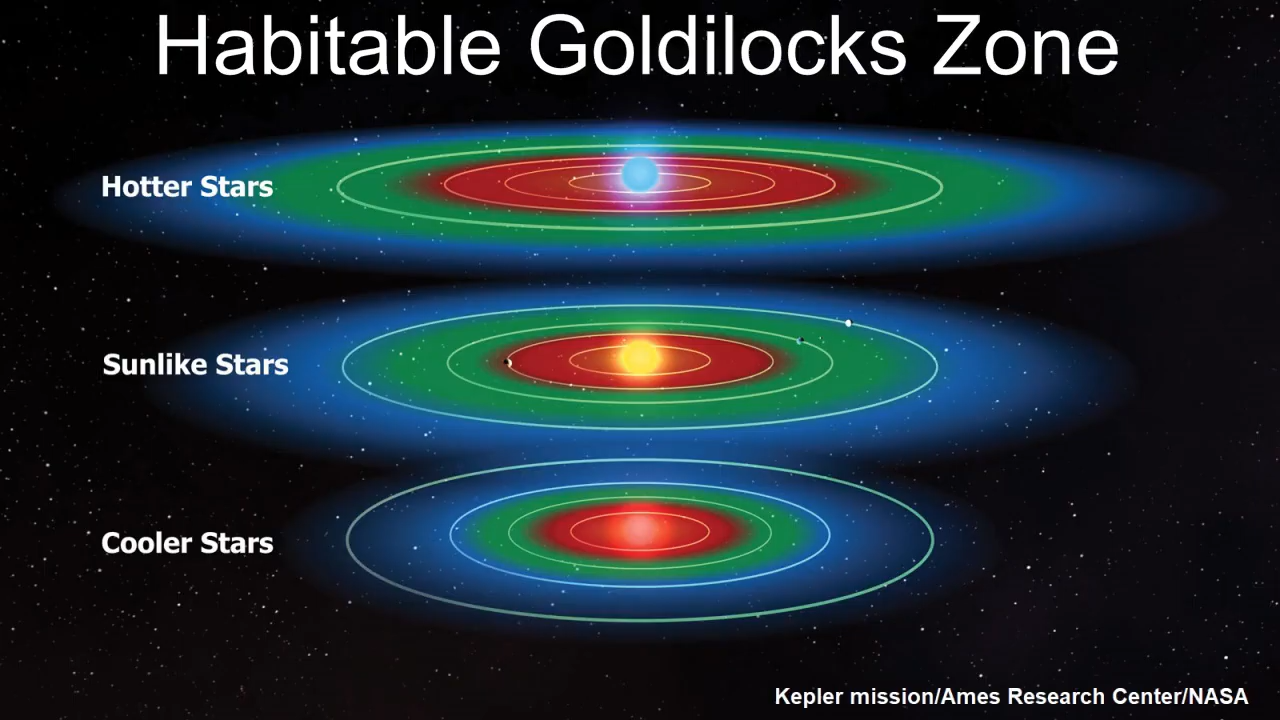 Habitable Goldilocks Zone
Hotter Stars
Sunlike Stars
Cooler Stars
Kepler mission/Ames Research Center/NASA